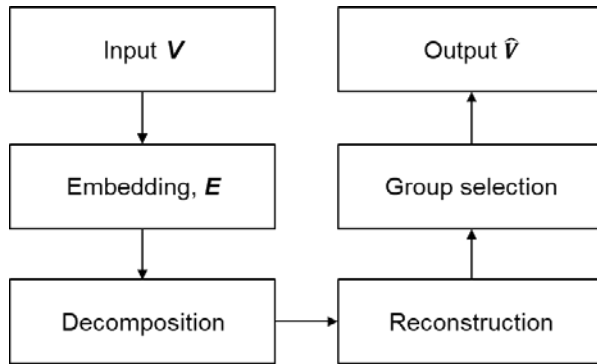 Input V
Embedding, E
Decomposition
Reconstruction
Group selection
Output V̂